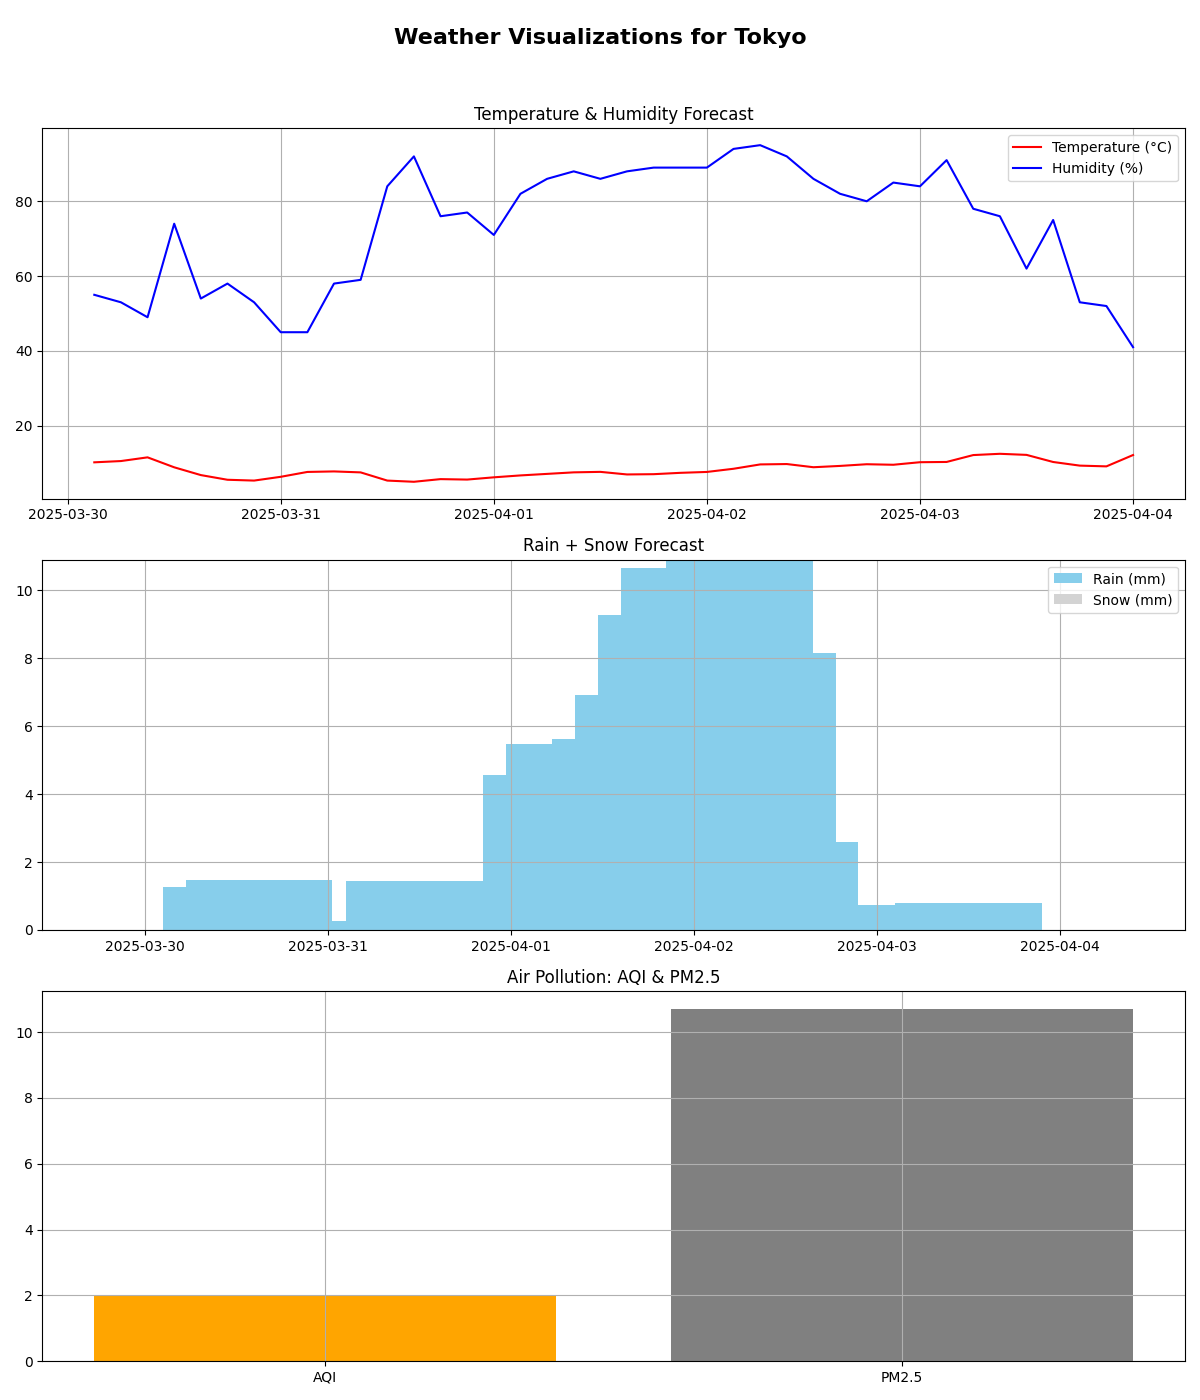 Weather Visualizations for Tokyo
Temperature & Humidity Forecast
Temperature (°C)
Humidity (%)
80
60
40
20
2025-03-30 2025-03-31 2025-04-01 2025-04-02 2025-04-03 2025-04-04
Rain + Snow Forecast
Rain (mm)
Snow (mm)
10
8
6
4
2
0
2025-03-30 2025-03-31 2025-04-01 2025-04-02 2025-04-03 2025-04-04
Air Pollution: AQI & PM2.5
10
8
6
4
2
0
AQI PM2.5